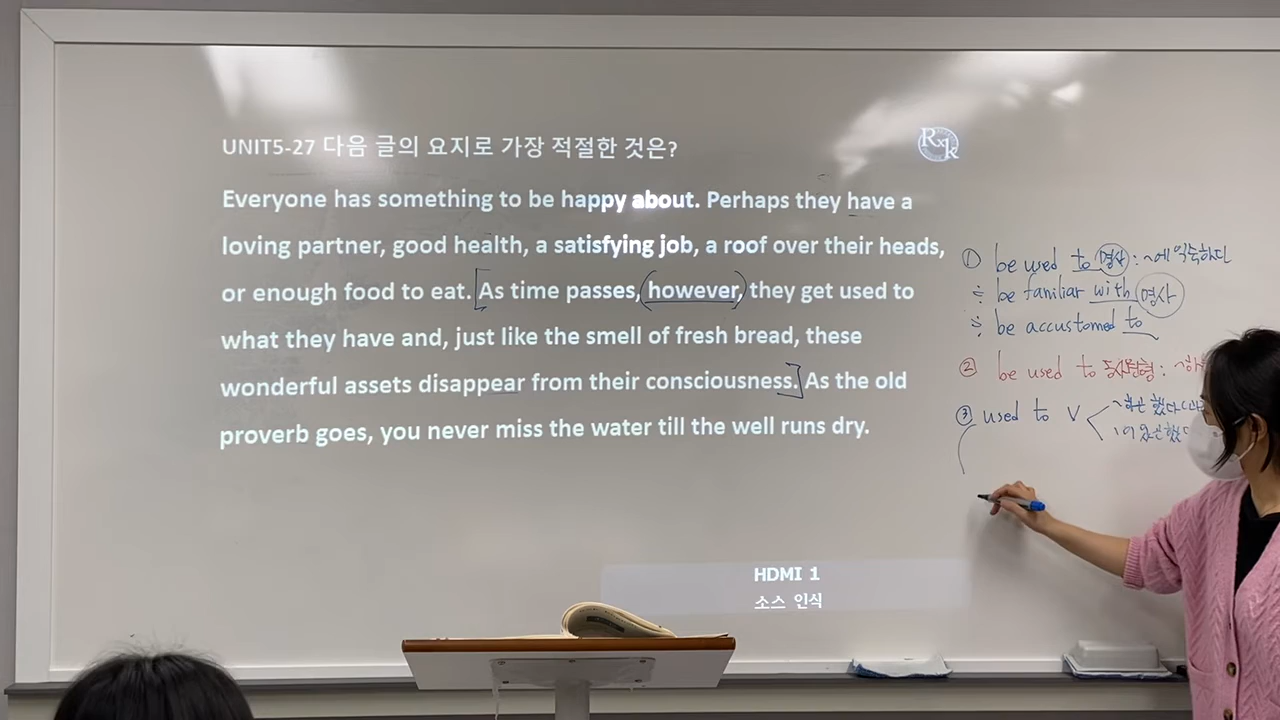 UNIT5-27 다음 글의 요지로 가장 적절한 것은?
Rxk
Everyone has something to be happy about. Perhaps they have a
loving partner, good health, a satisfying job, a roof over their heads,
or enough food to eat. [As time passes, (however,) they get used to
what they have and, just like the smell of fresh bread, these
wonderful assets disappear from their consciousness.] As the old
proverb goes, you never miss the water till the well runs dry.
① be used to 명사 : ~에 익숙하다
≒ be familiar with 명사
≒ be accustomed to
② be used to 동사원형 : ~하
③ used to V < ~하곤 했다
HDMI 1
소스 인식